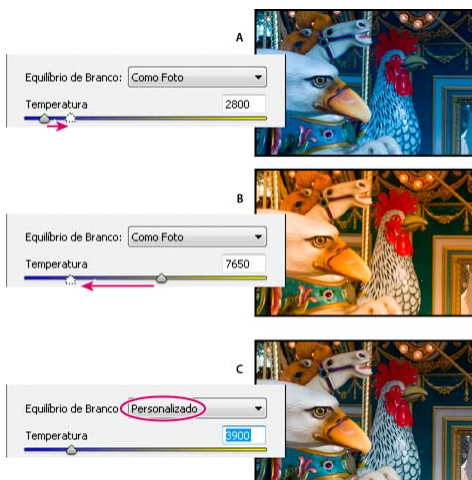 A
Equilíbrio de Branco: Como Foto
Temperatura 2800
B
Equilíbrio de Branco: Como Foto
Temperatura 7650
C
Equilíbrio de Branco Personalizado
Temperatura 3900